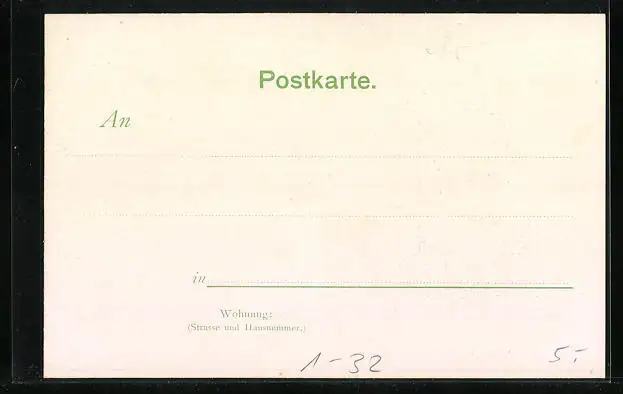 Postkarte.
An
in
Wohnung:
(Strasse und Hausnummer.)
1-32
5.-